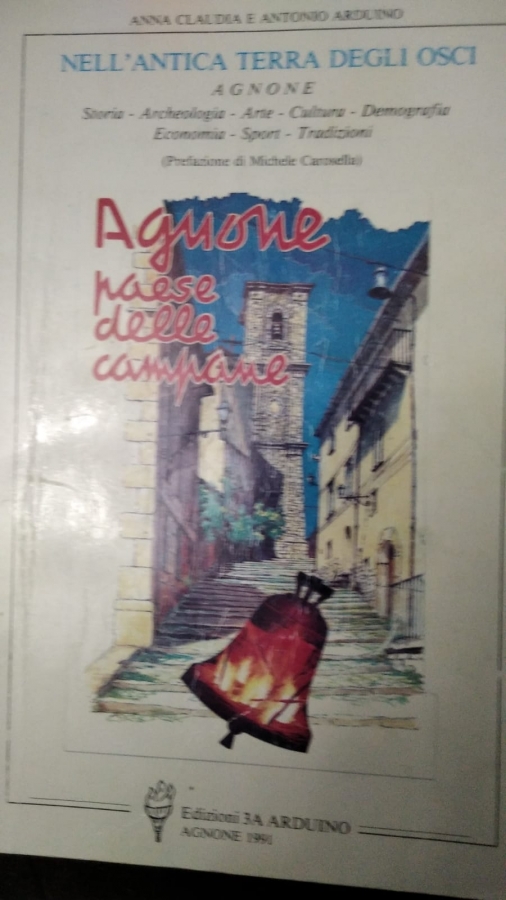 ANNA CLAUDIA E ANTONIO ARDUINO
NELL'ANTICA TERRA DEGLI OSCI
AGNONE
Storia - Archeologia - Arte - Cultura - Demografia
Economia - Sport - Tradizioni
(Prefazione di Michele Carosella)
Agnone
paese
delle
campane
Edizioni 3A ARDUINO
AGNONE 1991